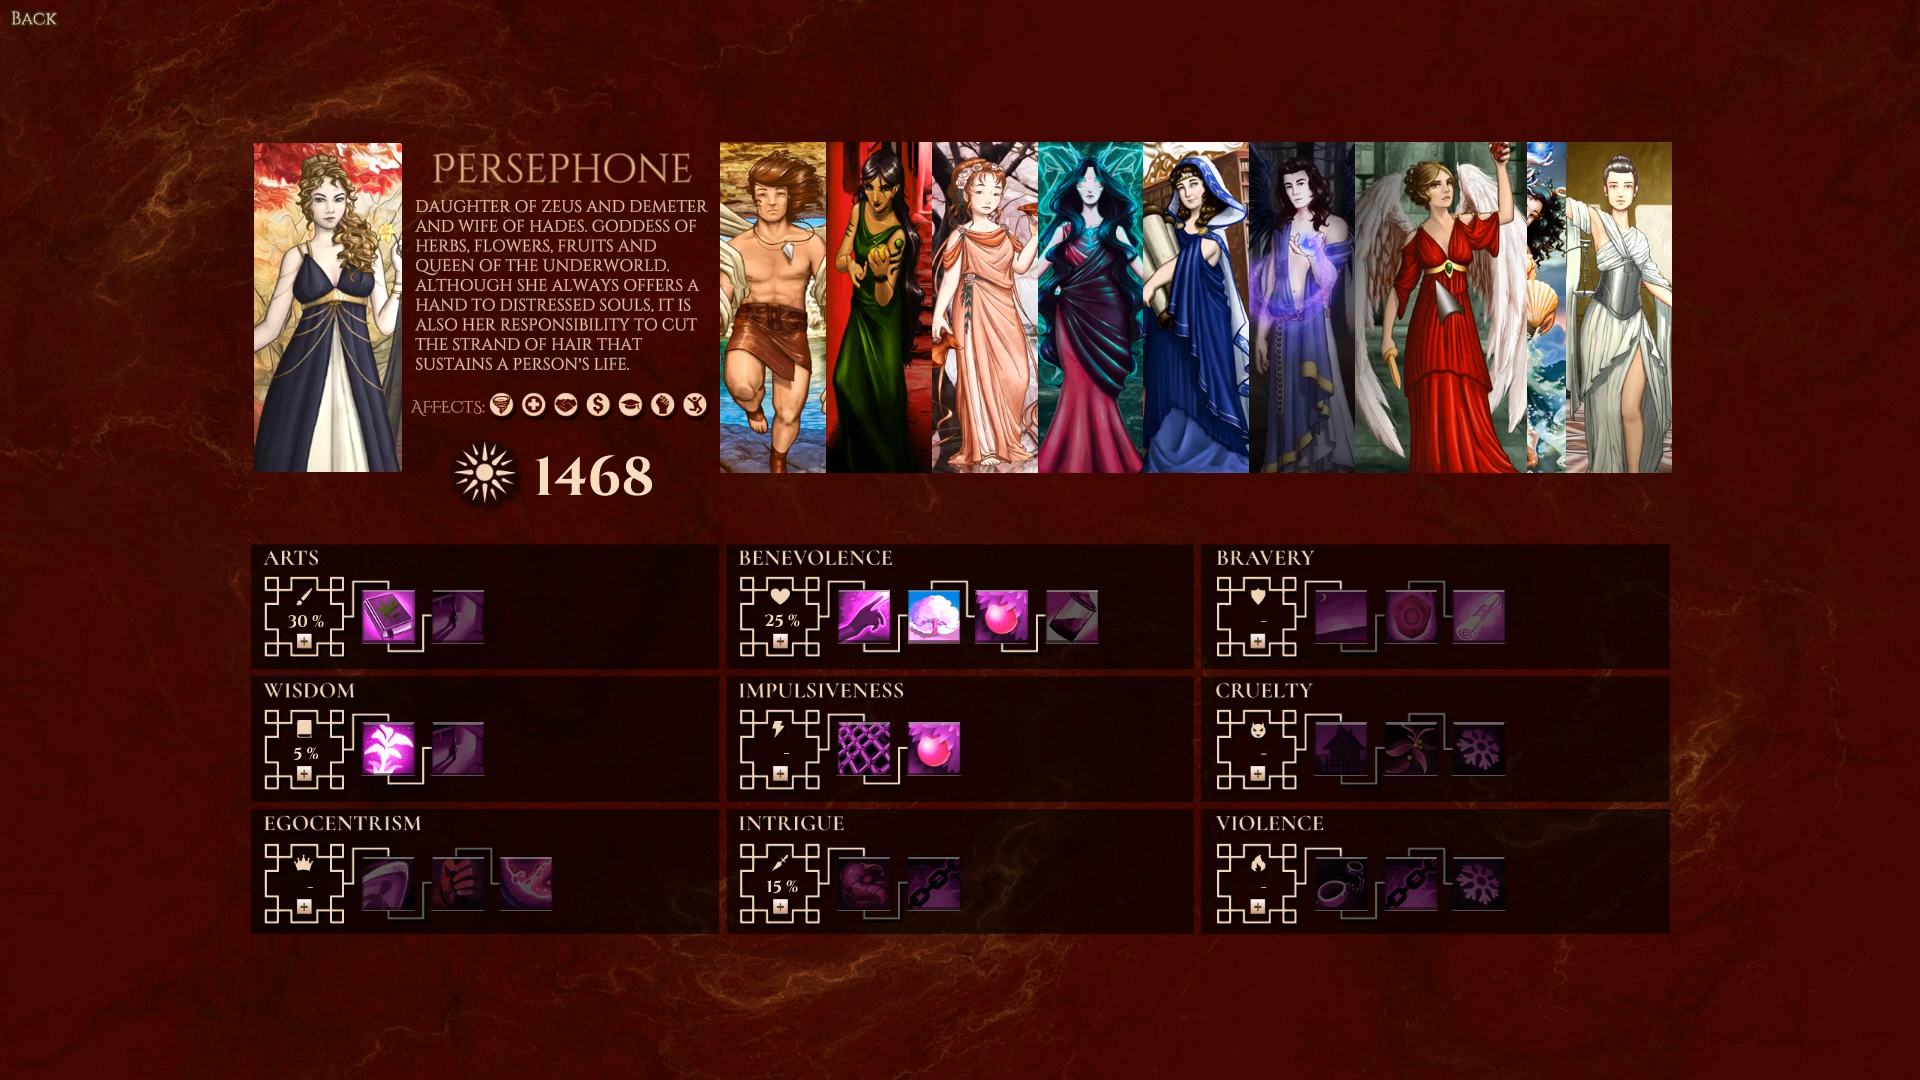 BACK
PERSEPHONE
DAUGHTER OF ZEUS AND DEMETER
AND WIFE OF HADES. GODDESS OF
HERBS, FLOWERS, FRUITS AND
QUEEN OF THE UNDERWORLD.
ALTHOUGH SHE ALWAYS OFFERS A
HAND TO DISTRESSED SOULS, IT IS
ALSO HER RESPONSIBILITY TO CUT
THE STRAND OF HAIR THAT
SUSTAINS A PERSON'S LIFE.
AFFECTS:
1468
ARTS
30 %
BENEVOLENCE
25 %
BRAVERY
-
WISDOM
5 %
IMPULSIVENESS
-
CRUELTY
-
EGOCENTRISM
-
INTRIGUE
15 %
VIOLENCE
-